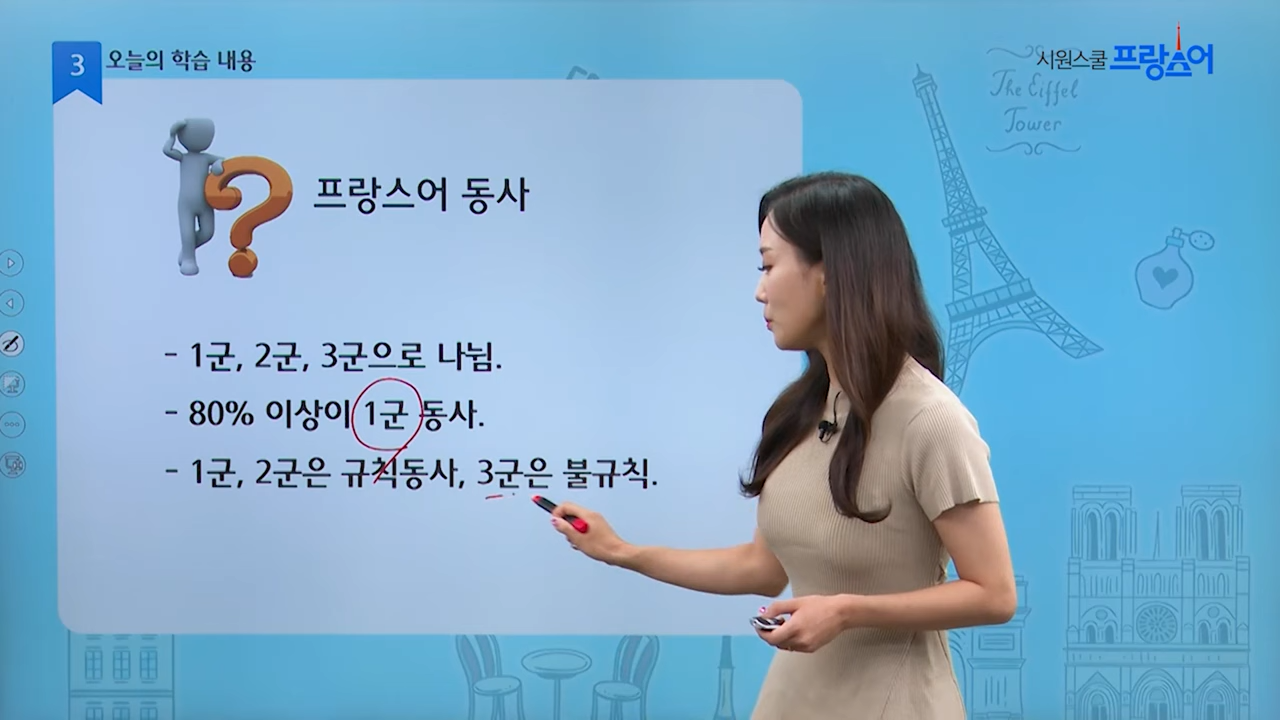 3 오늘의 학습 내용
시원스쿨 프랑스어
The Eiffel
Tower
프랑스어 동사
- 1군, 2군, 3군으로 나뉨.
- 80% 이상이 1군 동사.
- 1군, 2군은 규칙동사, 3군은 불규칙.